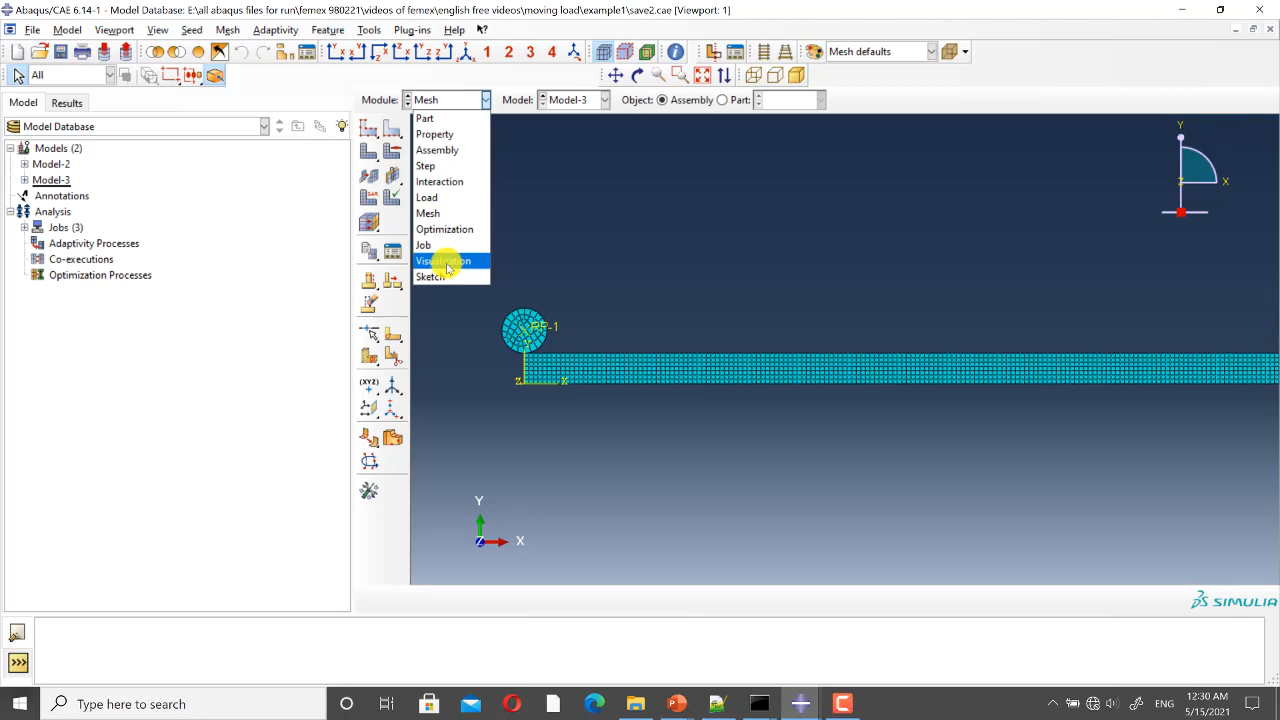 Abaqus/CAE 6.14-1 - Model Database: E:\all abaqus files for run\femex 980221\videos of femex\english free videos\moving load\example1\save2.cae [Viewport: 1]
File Model Viewport View Seed Mesh Adaptivity Feature Tools Plug-ins Help
1 2 3 4 Mesh defaults
All
Model Results
Module: Mesh Model: Model-3 Object: Assembly Part:
Model Database
Models (2)
Model-2
Model-3
Annotations
Analysis
Jobs (3)
Adaptivity Processes
Co-executions
Optimization Processes
Part
Property
Assembly
Step
Interaction
Load
Mesh
Optimization
Job
Visualization
Sketch
(XYZ)
Y
Z X
RP-1
Y
Z X
Y
Z X
SIMULIA
>>>
Type here to search
ENG
12:30 AM
5/15/2021